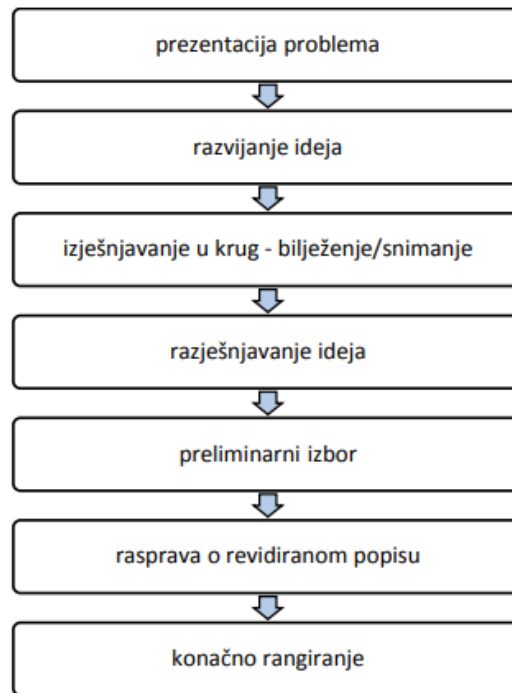 prezentacija problema
razvijanje ideja
izješnjavanje u krug - bilježenje/snimanje
razješnjavanje ideja
preliminarni izbor
rasprava o revidiranom popisu
konačno rangiranje